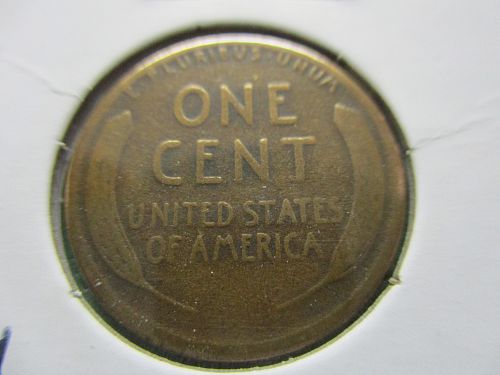 E·PLURIBUS·UNUM
ONE
CENT
UNITED STATES
OF AMERICA